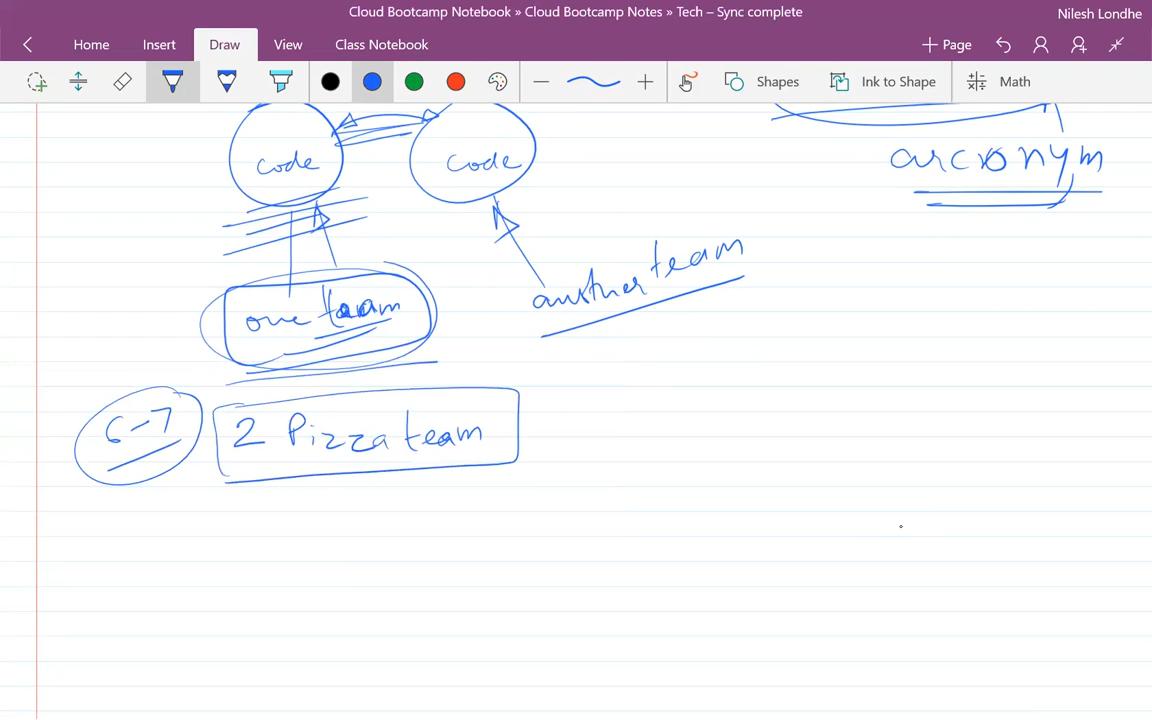 Cloud Bootcamp Notebook » Cloud Bootcamp Notes » Tech – Sync complete
Nilesh Londhe
Home Insert Draw View Class Notebook Page
Shapes Ink to Shape Math
code code
arcronym
another team
one team
6-7 2 Pizza team